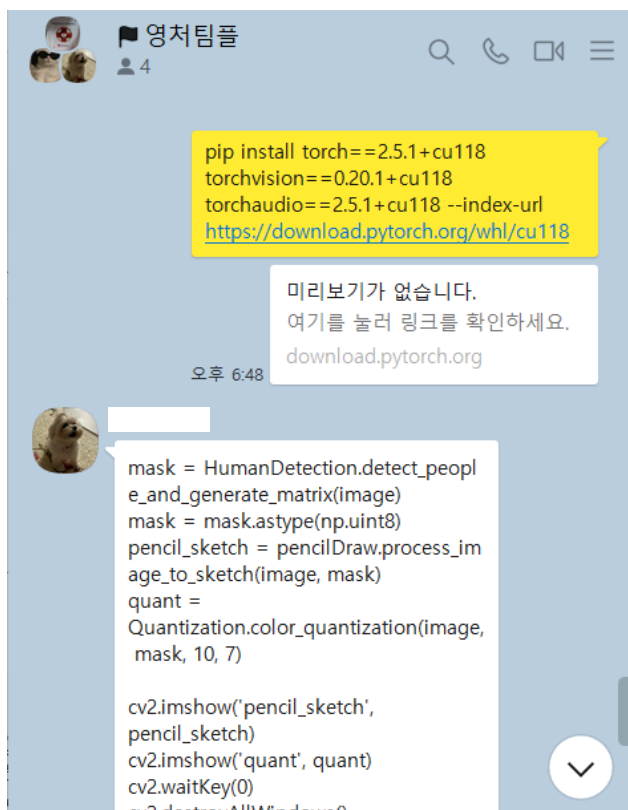 영처팀플
4
pip install torch==2.5.1+cu118
torchvision==0.20.1+cu118
torchaudio==2.5.1+cu118 --index-url
https://download.pytorch.org/whl/cu118
미리보기가 없습니다.
여기를 눌러 링크를 확인하세요.
download.pytorch.org
오후 6:48
mask = HumanDetection.detect_peopl
e_and_generate_matrix(image)
mask = mask.astype(np.uint8)
pencil_sketch = pencilDraw.process_im
age_to_sketch(image, mask)
quant =
Quantization.color_quantization(image,
mask, 10, 7)
cv2.imshow('pencil_sketch',
pencil_sketch)
cv2.imshow('quant', quant)
cv2.waitKey(0)
cv2.destroyAllWindows()